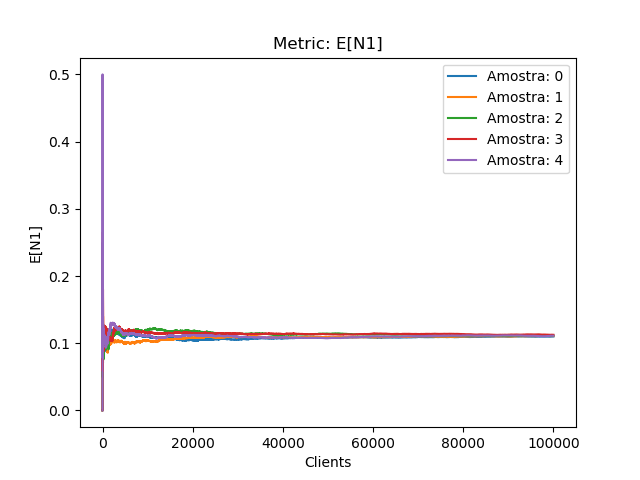 Metric: E[N1]
Amostra: 0
Amostra: 1
Amostra: 2
Amostra: 3
Amostra: 4
E[N1]
0.5
0.4
0.3
0.2
0.1
0.0
0
20000
40000
60000
80000
100000
Clients